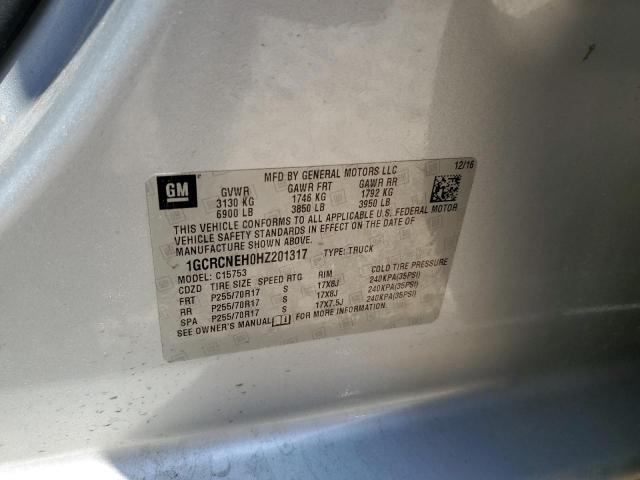 GM
MFD BY GENERAL MOTORS LLC
12/16
GVWR GAWR FRT GAWR RR
3130 KG 1746 KG 1792 KG
6900 LB 3850 LB 3950 LB
THIS VEHICLE CONFORMS TO ALL APPLICABLE U.S. FEDERAL MOTOR
VEHICLE SAFETY STANDARDS IN EFFECT ON THE DATE OF
MANUFACTURE SHOWN ABOVE.
1GCRCNEH0HZ201317 TYPE: TRUCK
MODEL: C15753
CDZD TIRE SIZE SPEED RTG RIM COLD TIRE PRESSURE
FRT P255/70R17 S 17X8J 240KPA(35PSI)
RR P255/70R17 S 17X8J 240KPA(35PSI)
SPA P255/70R17 S 17X7.5J 240KPA(35PSI)
SEE OWNER'S MANUAL FOR MORE INFORMATION.